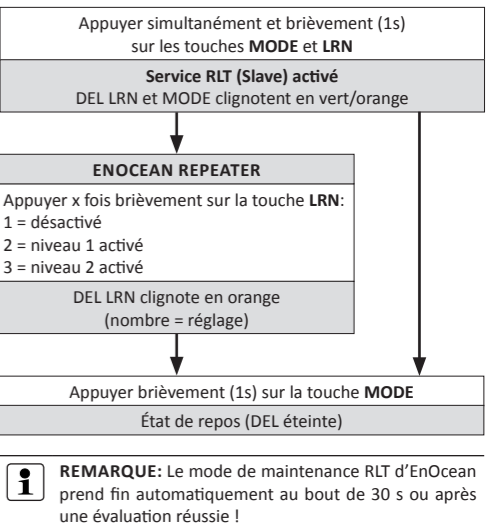 Appuyer simultanément et brièvement (1s)
sur les touches MODE et LRN
Service RLT (Slave) activé
DEL LRN et MODE clignotent en vert/orange
ENOCEAN REPEATER
Appuyer x fois brièvement sur la touche LRN:
1 = désactivé
2 = niveau 1 activé
3 = niveau 2 activé
DEL LRN clignote en orange
(nombre = réglage)
Appuyer brièvement (1s) sur la touche MODE
État de repos (DEL éteinte)
REMARQUE: Le mode de maintenance RLT d’EnOcean
prend fin automatiquement au bout de 30 s ou après
une évaluation réussie !